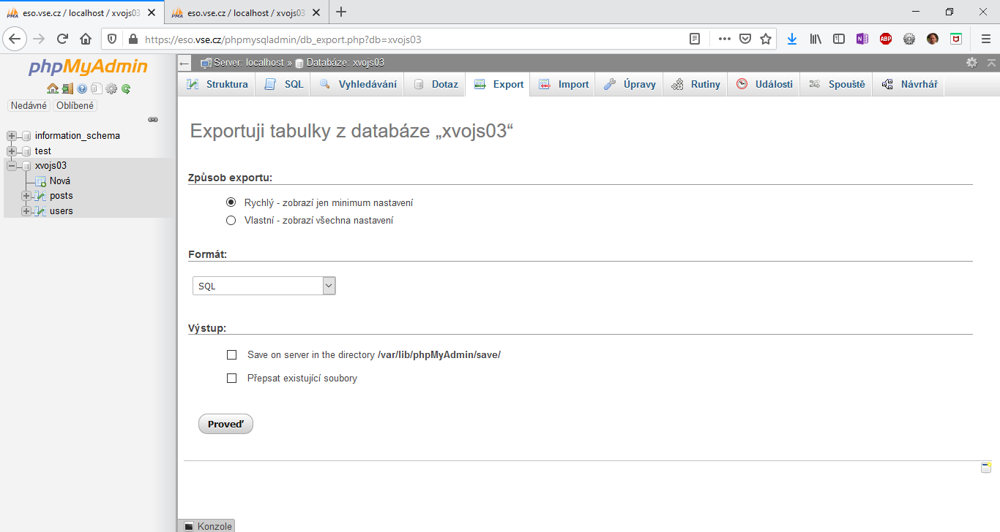 eso.vse.cz / localhost / xvojs03
eso.vse.cz / localhost / xvojs03
https://eso.vse.cz/phpmysqladmin/db_export.php?db=xvojs03
phpMyAdmin
Nedávné Oblíbené
information_schema
test
xvojs03
Nová
posts
users
Server: localhost » Databáze: xvojs03
Struktura SQL Vyhledávání Dotaz Export Import Úpravy Rutiny Události Spouště Návrhář
Exportuji tabulky z databáze „xvojs03“
Způsob exportu:
Rychlý - zobrazí jen minimum nastavení
Vlastní - zobrazí všechna nastavení
Formát:
SQL
Výstup:
Save on server in the directory /var/lib/phpMyAdmin/save/
Přepsat existující soubory
Proveď
Konzole